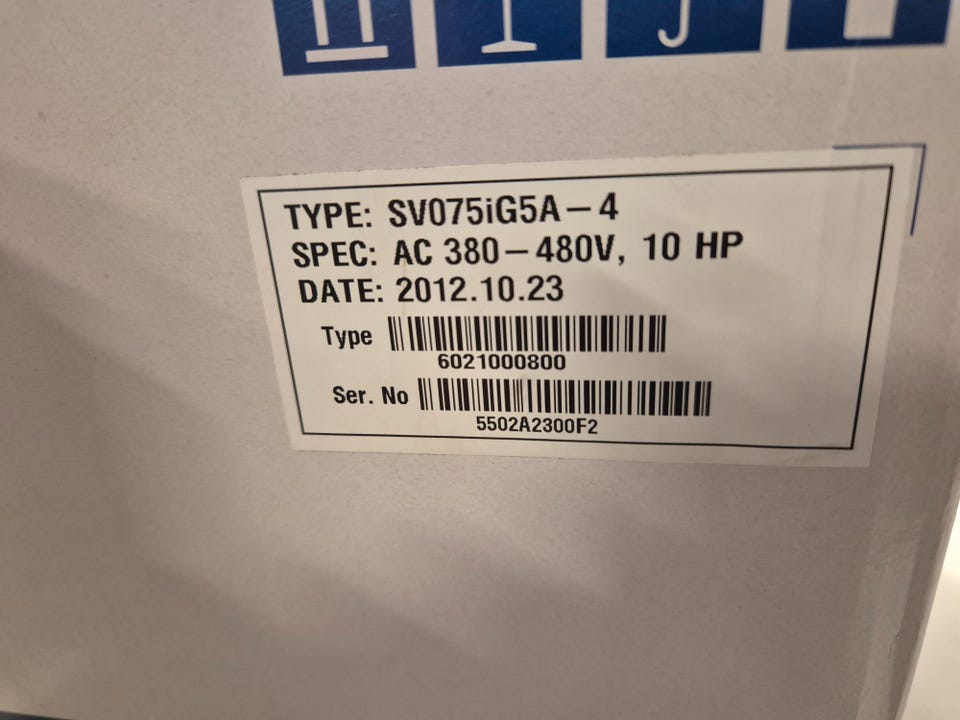 TYPE: SV075iG5A-4
SPEC: AC 380-480V, 10 HP
DATE: 2012.10.23
Type
6021000800
Ser. No
5502A2300F2